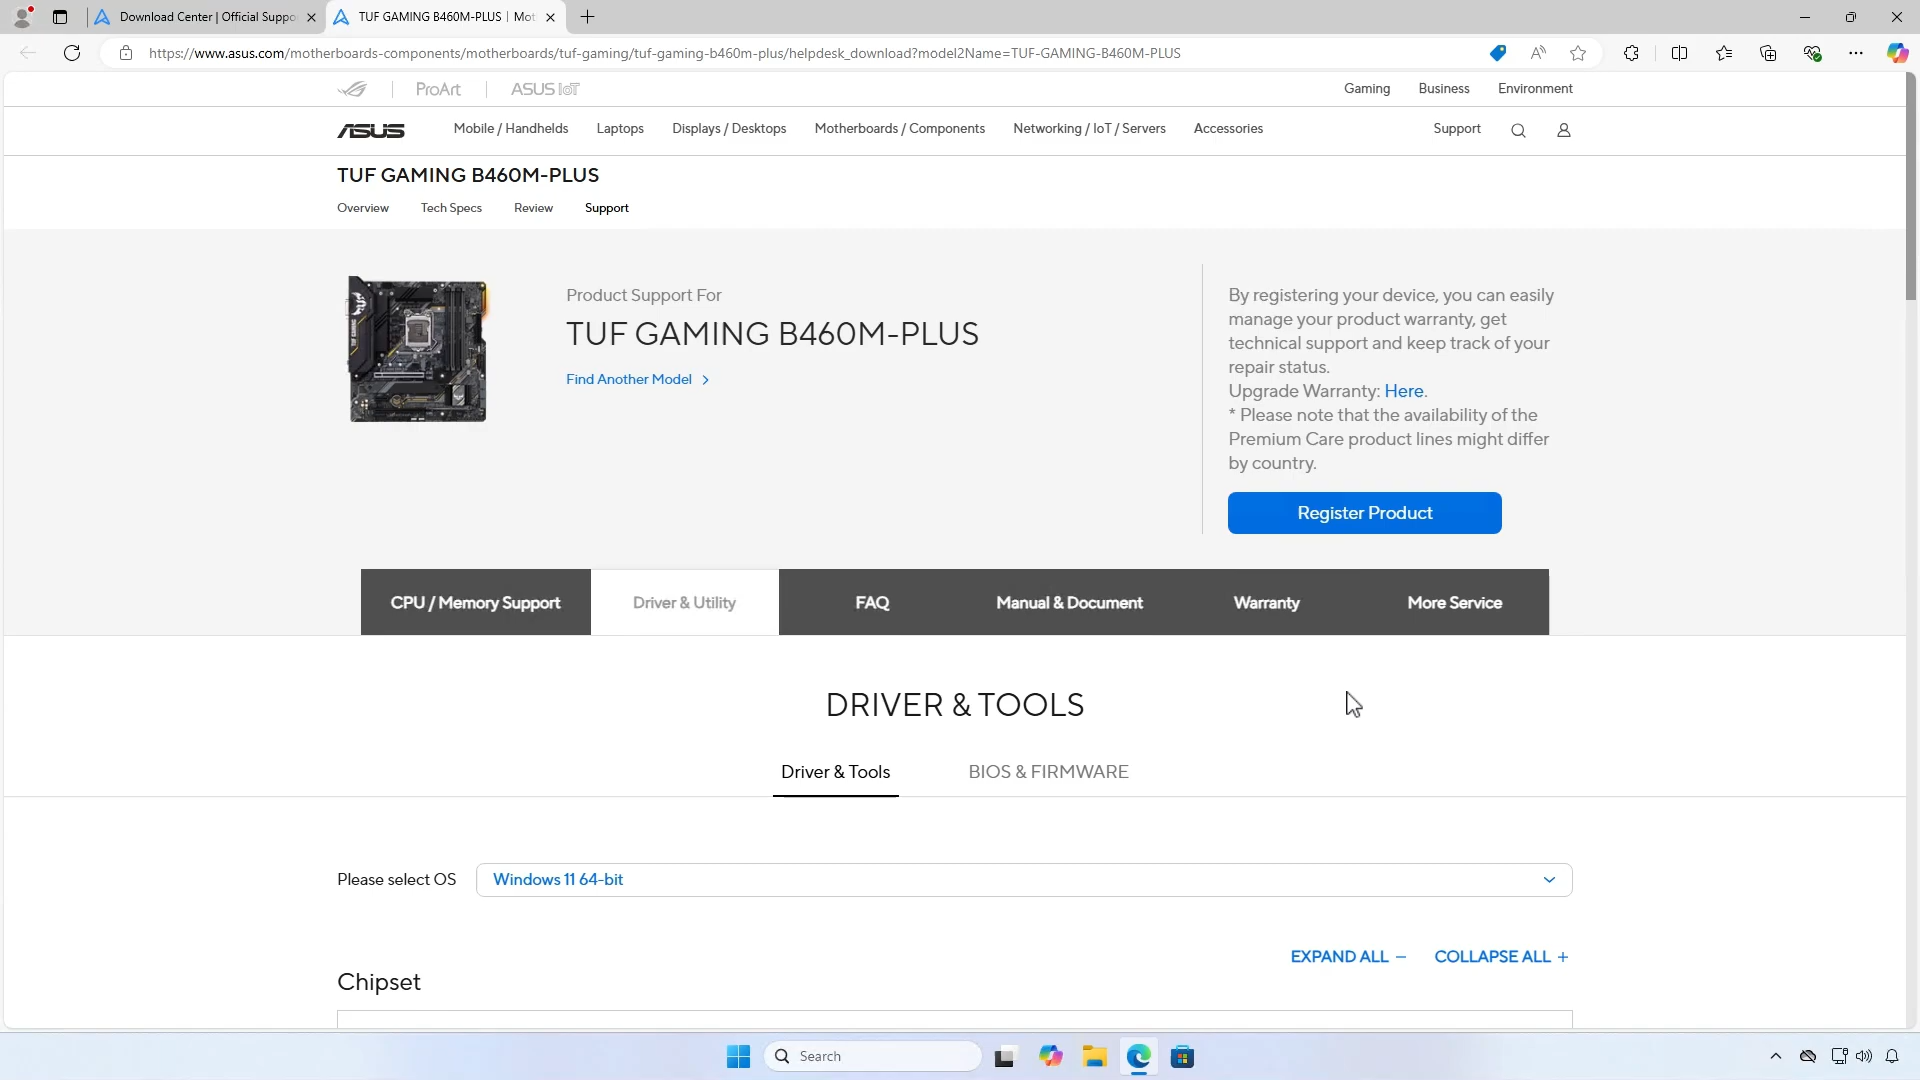 Download Center | Official Suppo
TUF GAMING B460M-PLUS | Mot
https://www.asus.com/motherboards-components/motherboards/tuf-gaming/tuf-gaming-b460m-plus/helpdesk_download?model2Name=TUF-GAMING-B460M-PLUS
ProArt
ASUS IoT
Gaming
Business
Environment
ASUS
Mobile / Handhelds
Laptops
Displays / Desktops
Motherboards / Components
Networking / IoT / Servers
Accessories
Support
TUF GAMING B460M-PLUS
Overview
Tech Specs
Review
Support
Product Support For
TUF GAMING B460M-PLUS
Find Another Model
By registering your device, you can easily
manage your product warranty, get
technical support and keep track of your
repair status.
Upgrade Warranty: Here.
* Please note that the availability of the
Premium Care product lines might differ
by country.
Register Product
CPU / Memory Support
Driver & Utility
FAQ
Manual & Document
Warranty
More Service
DRIVER & TOOLS
Driver & Tools
BIOS & FIRMWARE
Please select OS
Windows 11 64-bit
EXPAND ALL −
COLLAPSE ALL +
Chipset
Search